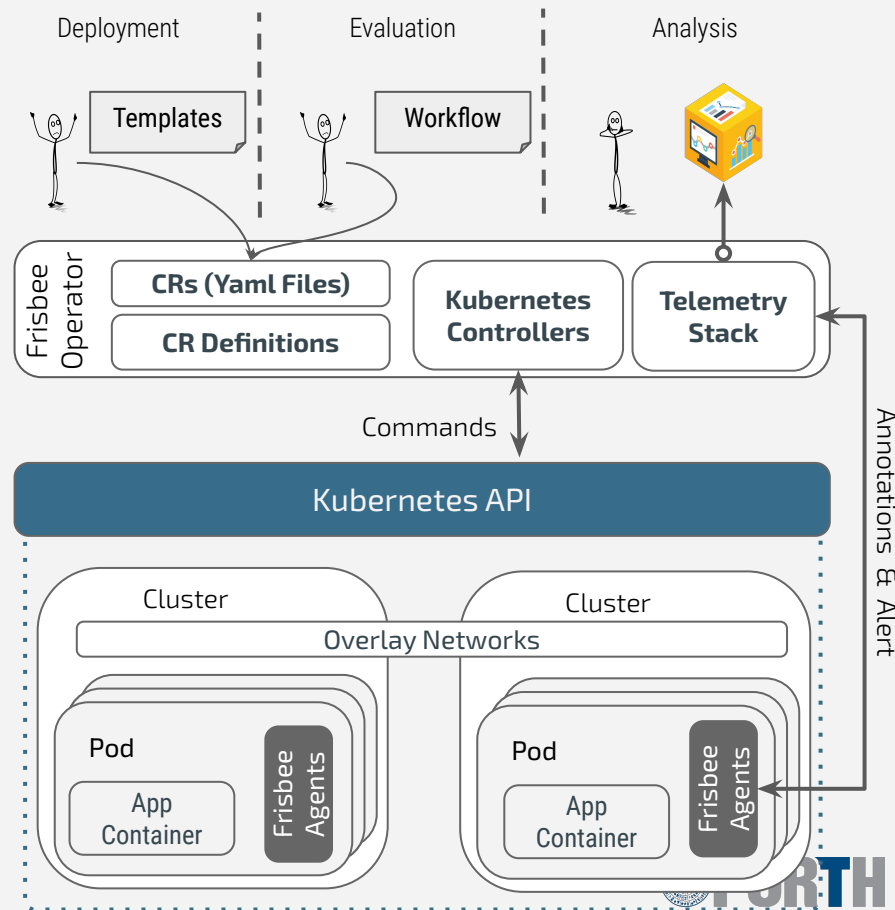 Deployment
Evaluation
Analysis
Templates
Workflow
Frisbee
Operator
CRs (Yaml Files)
CR Definitions
Kubernetes
Controllers
Telemetry
Stack
Commands
Annotations & Alert
Kubernetes API
Cluster
Cluster
Overlay Networks
Pod
App
Container
Frisbee
Agents
Pod
App
Container
Frisbee
Agents
FORTH